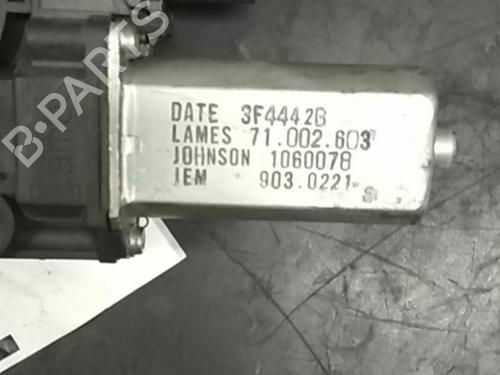 B-PARTS
DATE 3F4442B
LAMES 71.002.603
JOHNSON 1060078
JEM 903.0221
S